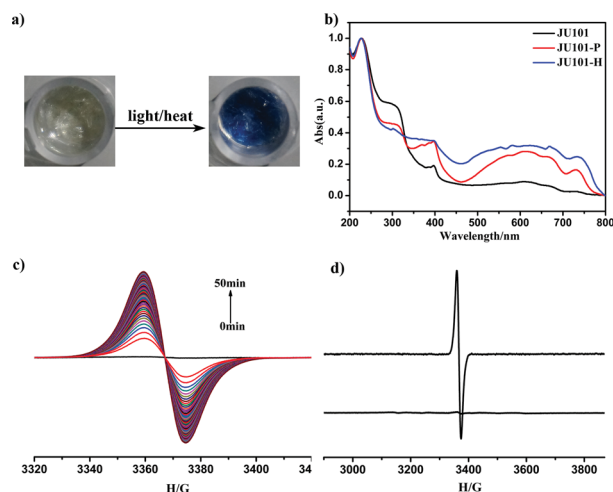 a)
light/heat
b)
JU101
JU101-P
JU101-H
Abs(a.u.)
1.0
0.8
0.6
0.4
0.2
0.0
200 300 400 500 600 700 800
Wavelength/nm
c)
50min
0min
3320 3340 3360 3380 3400 34
H/G
d)
3000 3200 3400 3600 3800
H/G